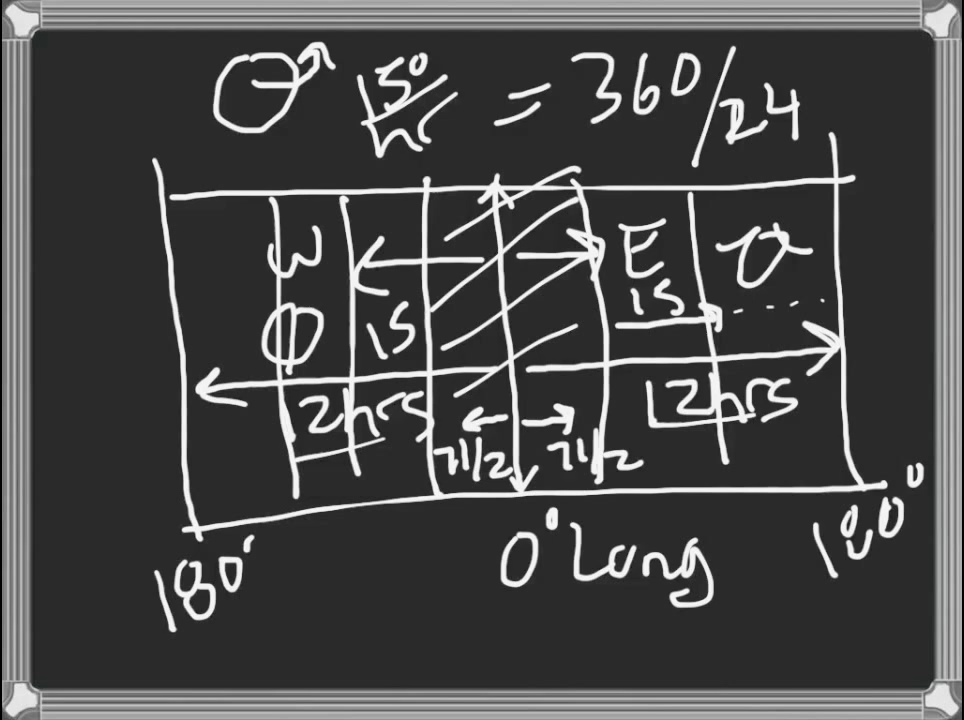 15°/hr = 360/24
W E
15 15
12hrs 12hrs
7 1/2 7 1/2
180° 0° Long 180°